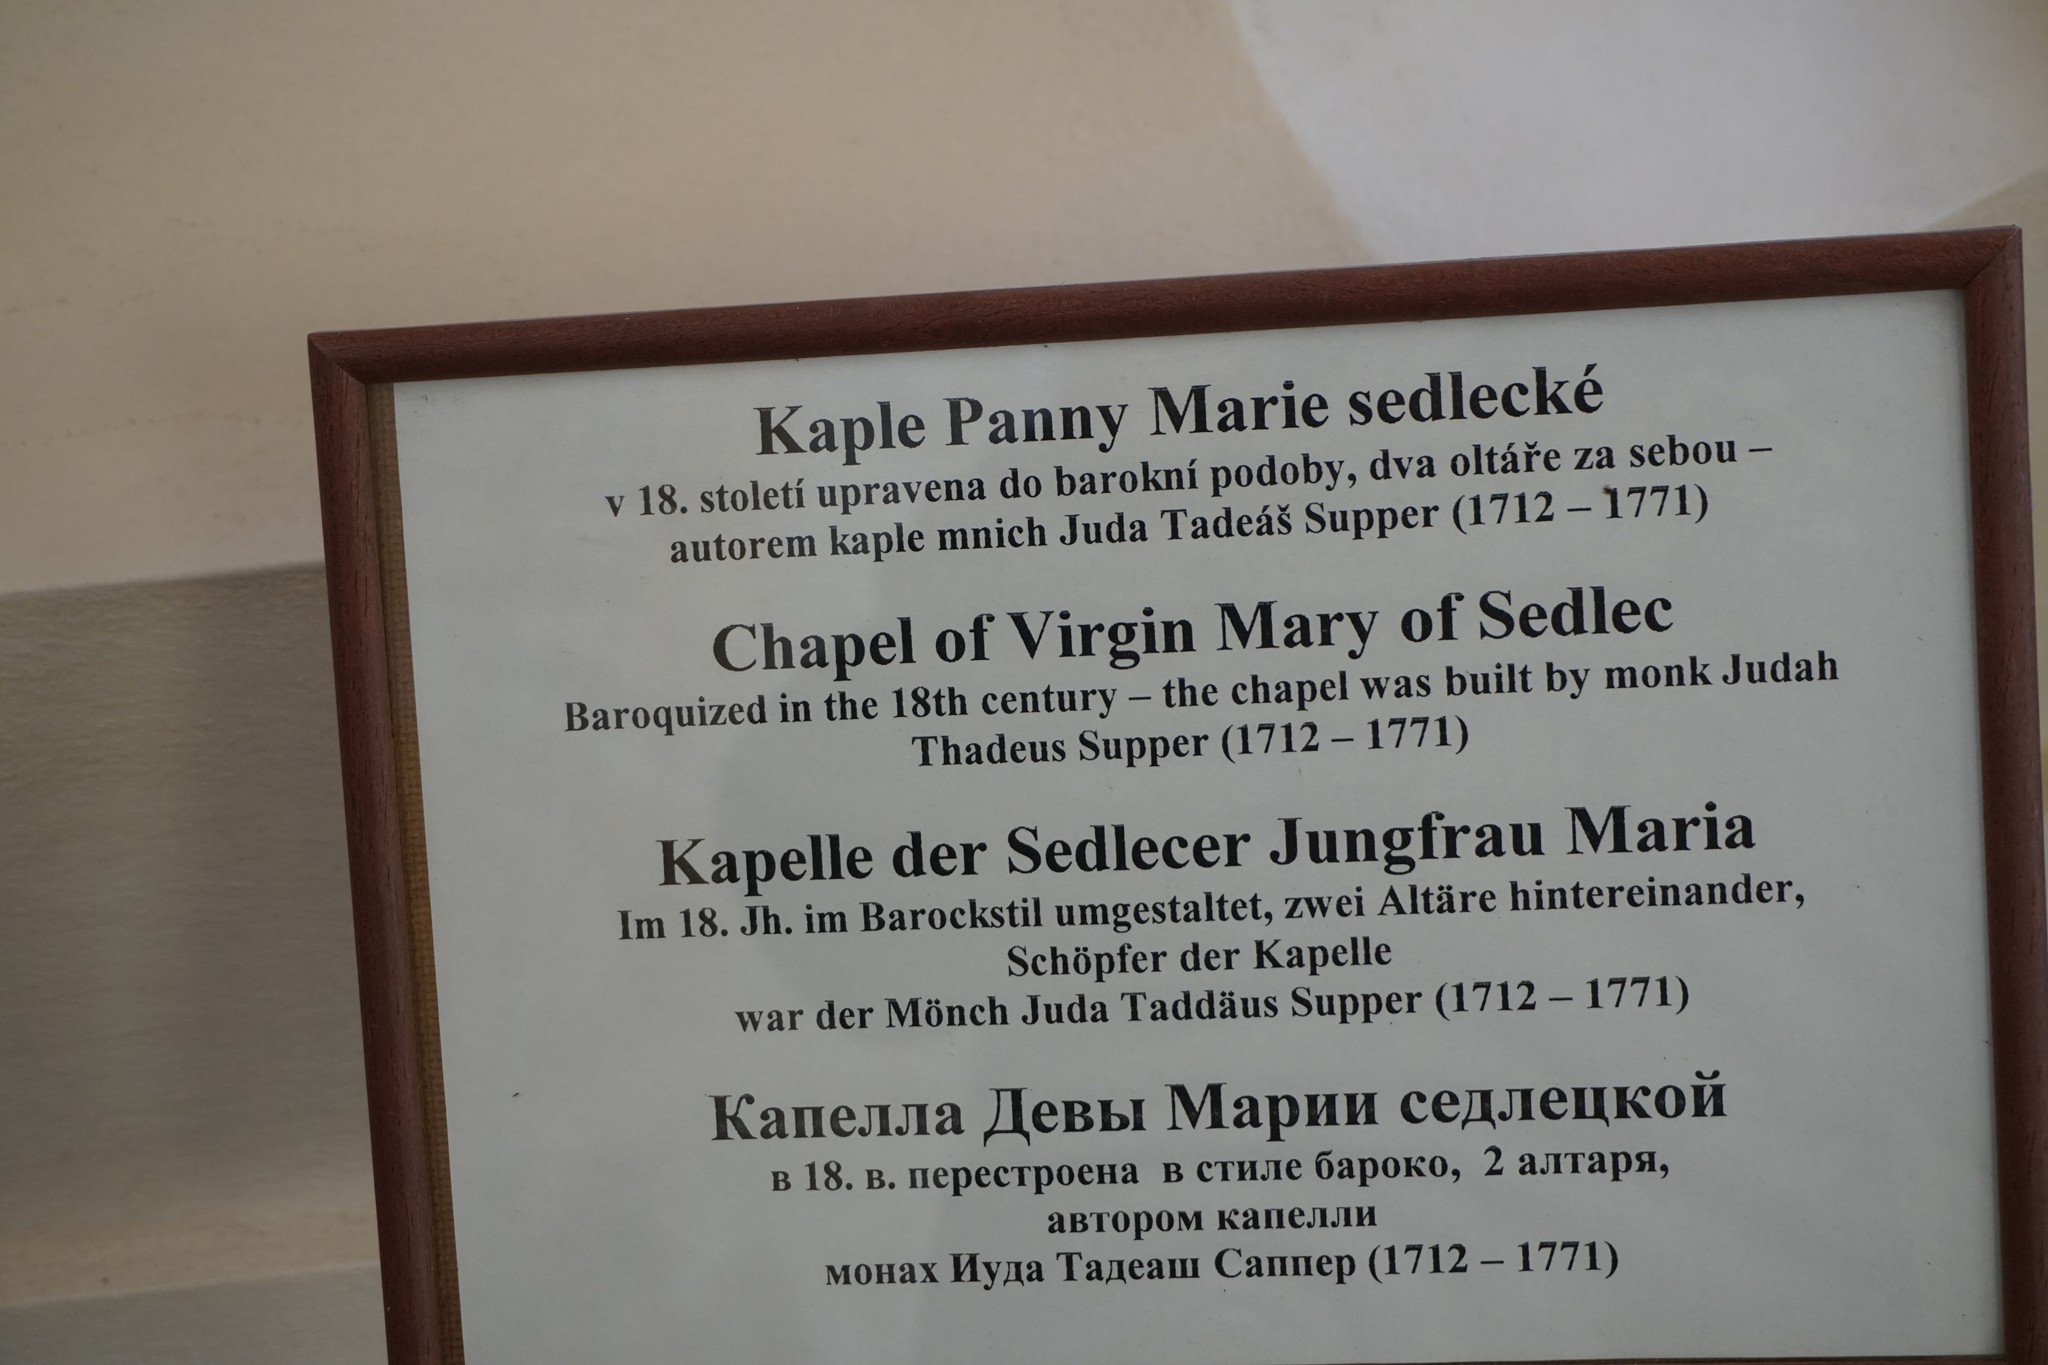 Kaple Panny Marie sedlecké
v 18. století upravena do barokní podoby, dva oltáře za sebou –
autorem kaple mnich Juda Tadeáš Supper (1712 – 1771)
Chapel of Virgin Mary of Sedlec
Baroquized in the 18th century – the chapel was built by monk Judah
Thadeus Supper (1712 – 1771)
Kapelle der Sedlecer Jungfrau Maria
Im 18. Jh. im Barockstil umgestaltet, zwei Altäre hintereinander,
Schöpfer der Kapelle
war der Mönch Juda Taddäus Supper (1712 – 1771)
Капелла Девы Марии седлецкой
в 18. в. перестроена в стиле бароко, 2 алтаря,
автором капелли
монах Иуда Тадеаш Саппер (1712 – 1771)